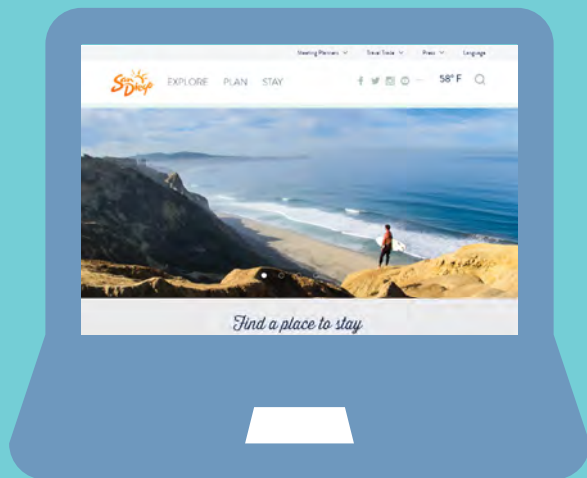 Meeting Planners Travel Trade Press Language
San Diego EXPLORE PLAN STAY 58° F
Find a place to stay